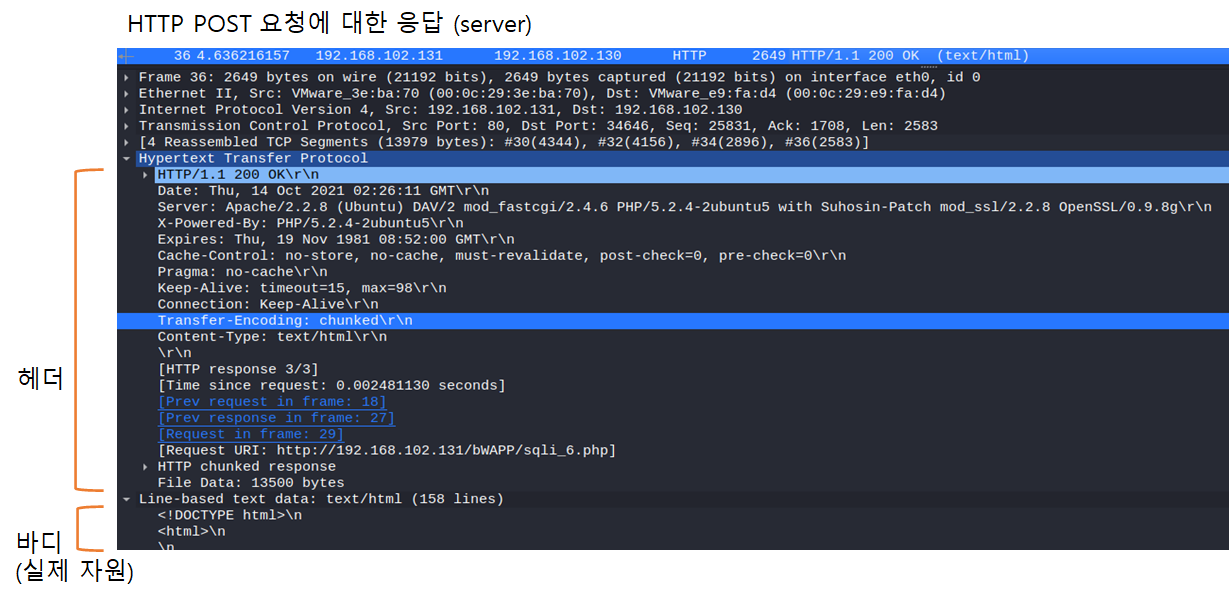 HTTP POST 요청에 대한 응답 (server)
36 4.636216157 192.168.102.131 192.168.102.130 HTTP 2649 HTTP/1.1 200 OK (text/html)
Frame 36: 2649 bytes on wire (21192 bits), 2649 bytes captured (21192 bits) on interface eth0, id 0
Ethernet II, Src: VMware_3e:ba:70 (00:0c:29:3e:ba:70), Dst: VMware_e9:fa:d4 (00:0c:29:e9:fa:d4)
Internet Protocol Version 4, Src: 192.168.102.131, Dst: 192.168.102.130
Transmission Control Protocol, Src Port: 80, Dst Port: 34646, Seq: 25831, Ack: 1708, Len: 2583
[4 Reassembled TCP Segments (13979 bytes): #30(4344), #32(4156), #34(2896), #36(2583)]
Hypertext Transfer Protocol
HTTP/1.1 200 OK\r\n
Date: Thu, 14 Oct 2021 02:26:11 GMT\r\n
Server: Apache/2.2.8 (Ubuntu) DAV/2 mod_fastcgi/2.4.6 PHP/5.2.4-2ubuntu5 with Suhosin-Patch mod_ssl/2.2.8 OpenSSL/0.9.8g\r\n
X-Powered-By: PHP/5.2.4-2ubuntu5\r\n
Expires: Thu, 19 Nov 1981 08:52:00 GMT\r\n
Cache-Control: no-store, no-cache, must-revalidate, post-check=0, pre-check=0\r\n
Pragma: no-cache\r\n
Keep-Alive: timeout=15, max=98\r\n
Connection: Keep-Alive\r\n
Transfer-Encoding: chunked\r\n
Content-Type: text/html\r\n
\r\n
[HTTP response 3/3]
헤더
[Time since request: 0.002481130 seconds]
[Prev request in frame: 18]
[Prev response in frame: 27]
[Request in frame: 29]
[Request URI: http://192.168.102.131/bWAPP/sqli_6.php]
HTTP chunked response
File Data: 13500 bytes
Line-based text data: text/html (158 lines)
<!DOCTYPE html>\n
<html>\n
\n
바디
(실제 자원)